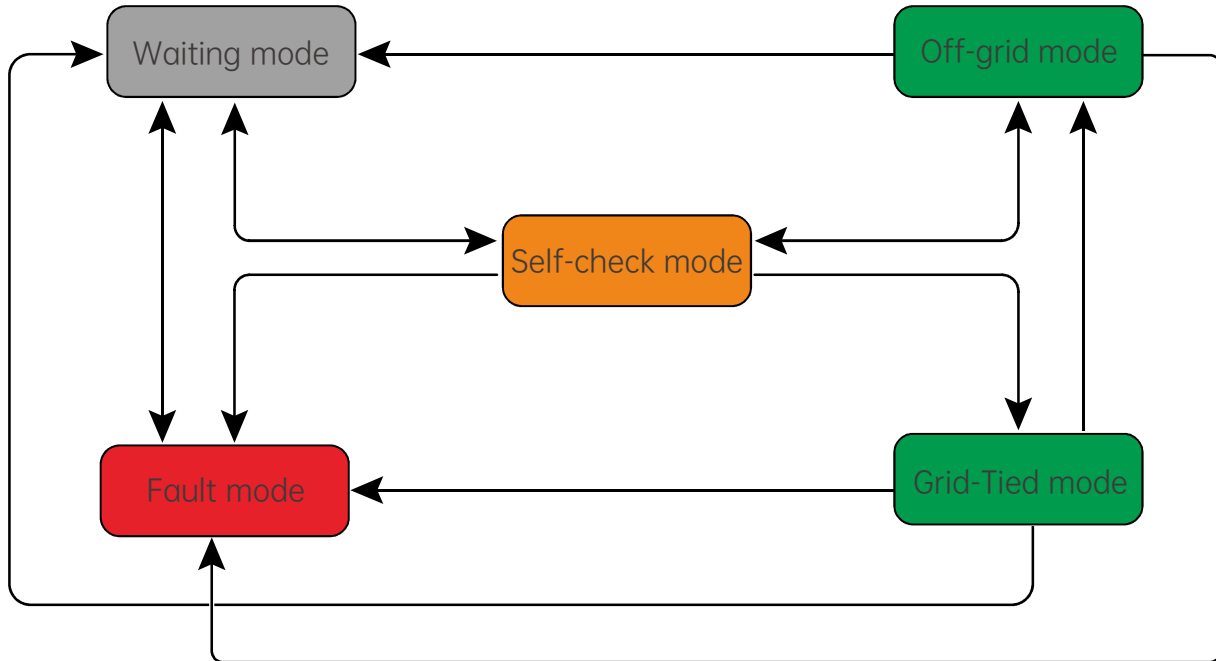 Waiting mode
Off-grid mode
Self-check mode
Fault mode
Grid-Tied mode